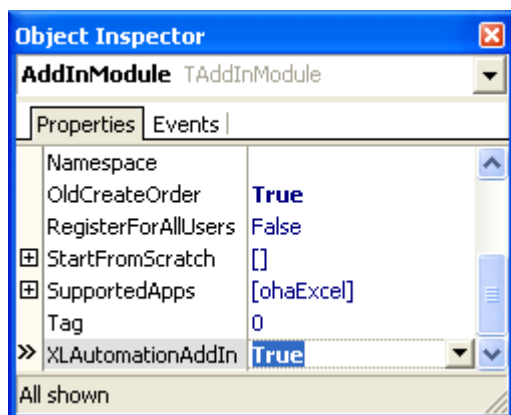 Object Inspector
AddInModule TAddInModule
Properties Events
Namespace
OldCreateOrder True
RegisterForAllUsers False
StartFromScratch []
SupportedApps [ohaExcel]
Tag 0
XLAutomationAddIn True
All shown